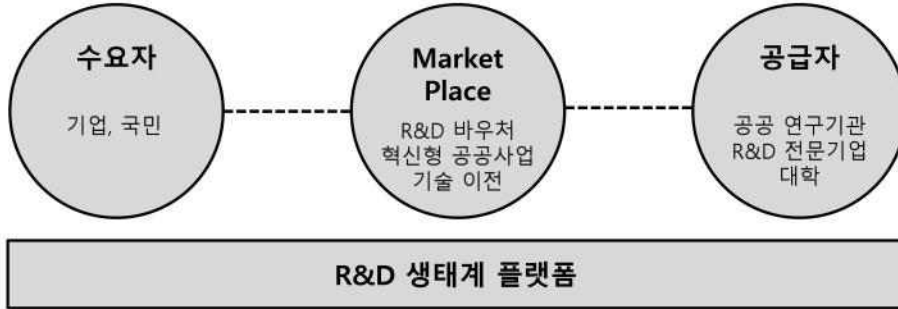 수요자
기업, 국민
Market
Place
R&D 바우처
혁신형 공공사업
기술 이전
공급자
공공 연구기관
R&D 전문기업
대학
R&D 생태계 플랫폼